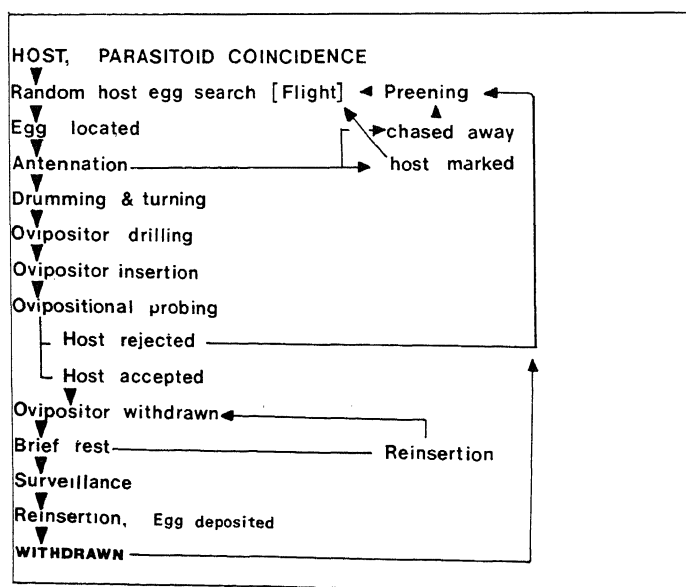 HOST, PARASITOID COINCIDENCE
Random host egg search [Flight] Preening
Egg located chased away
Antennation host marked
Drumming & turning
Ovipositor drilling
Ovipositor insertion
Ovipositional probing
Host rejected
Host accepted
Ovipositor withdrawn
Brief rest Reinsertion
Surveillance
Reinsertion, Egg deposited
WITHDRAWN